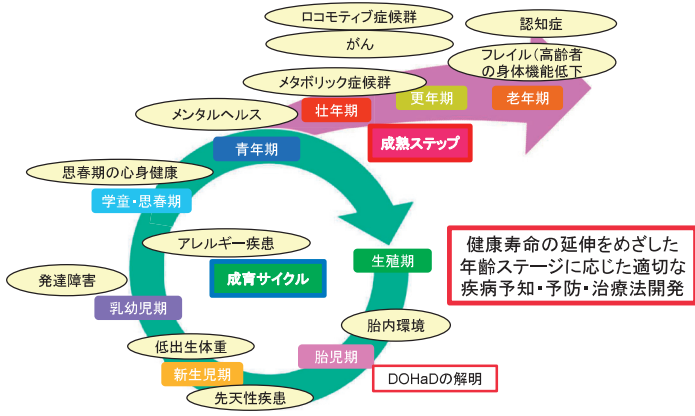 ロコモティブ症候群
認知症
がん
フレイル(高齢者
の身体機能低下
メタボリック症候群
壮年期
更年期
老年期
メンタルヘルス
成熟ステップ
青年期
思春期の心身健康
学童・思春期
アレルギー疾患
生殖期
健康寿命の延伸をめざした
年齢ステージに応じた適切な
疾病予知・予防・治療法開発
発達障害
成育サイクル
乳幼児期
胎内環境
低出生体重
胎児期
新生児期
DOHaDの解明
先天性疾患